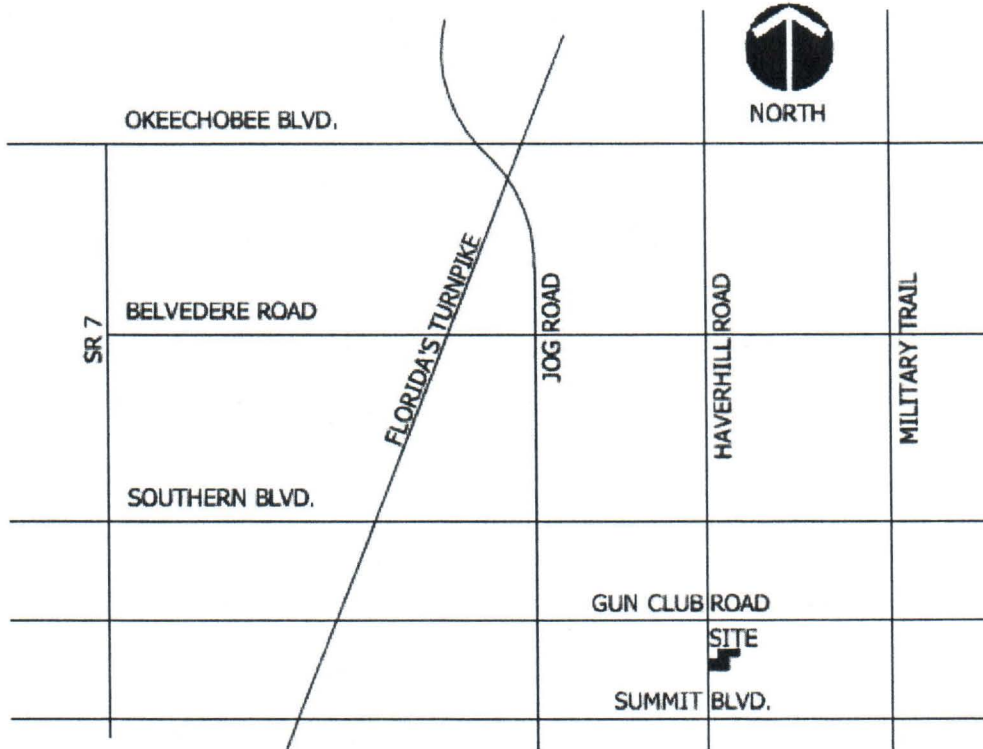 NORTH
OKEECHOBEE BLVD.
BELVEDERE ROAD
SR 7
FLORIDA'S TURNPIKE
JOG ROAD
HAVERHILL ROAD
MILITARY TRAIL
SOUTHERN BLVD.
GUN CLUB ROAD
SITE
SUMMIT BLVD.